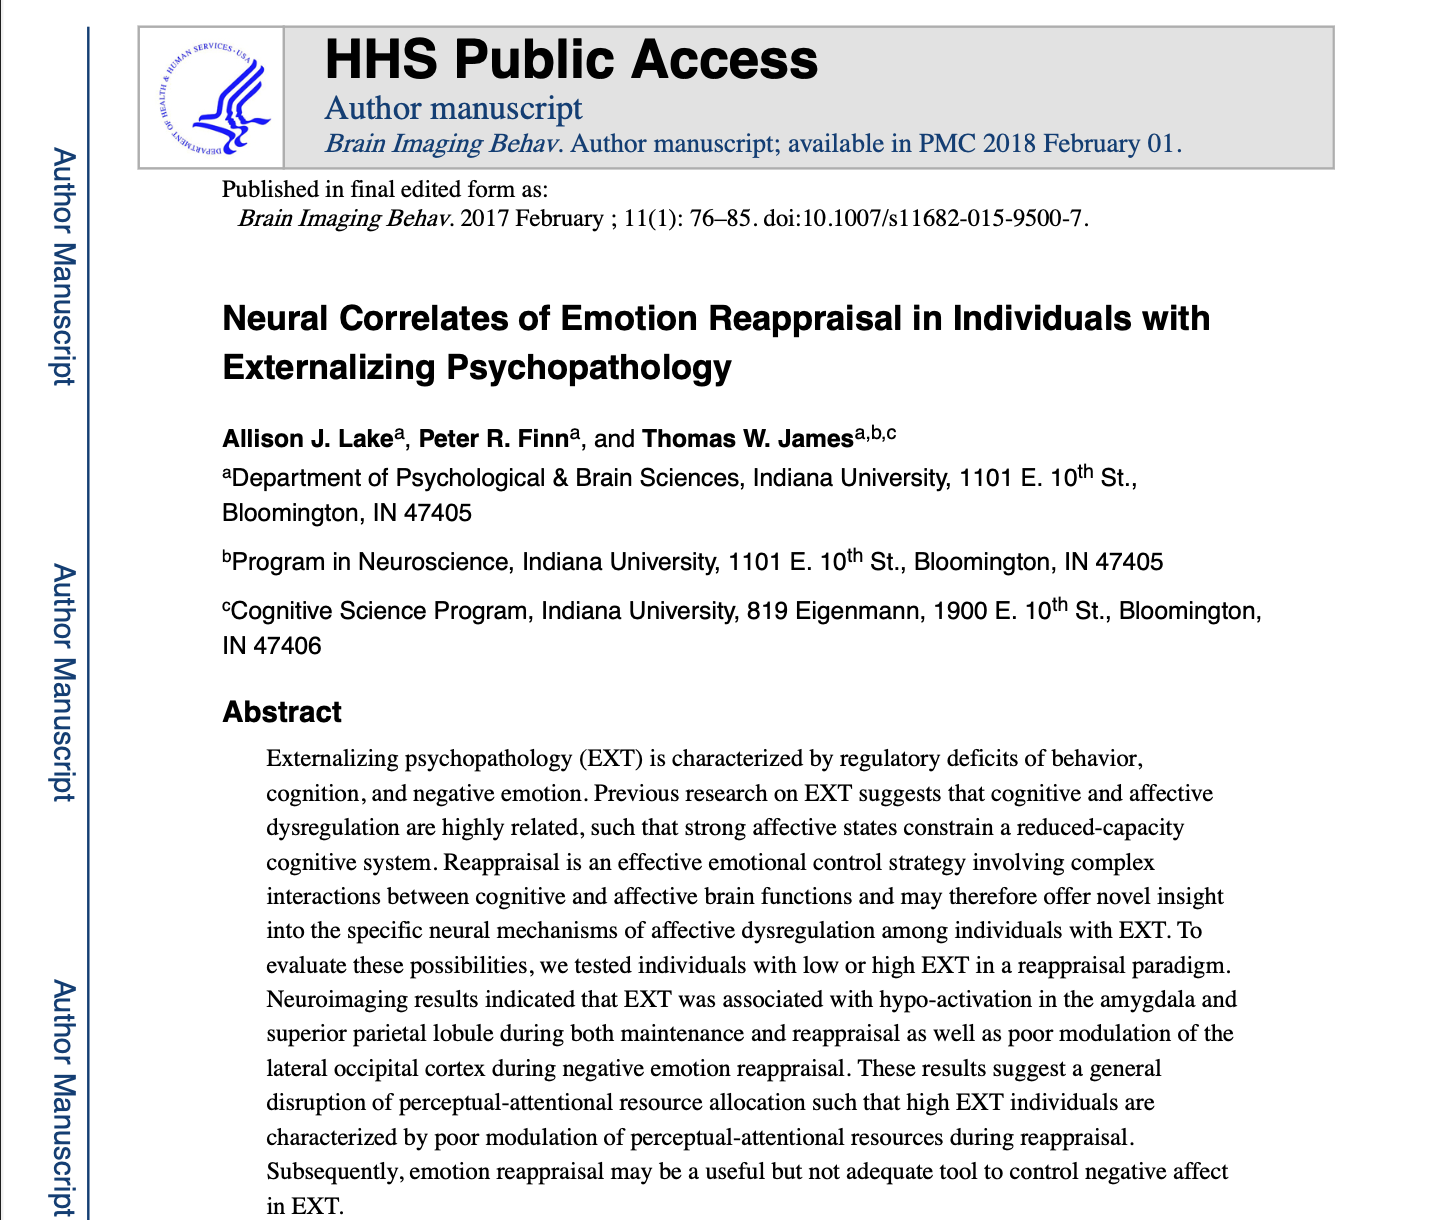 HHS Public Access
Author manuscript
Brain Imaging Behav. Author manuscript; available in PMC 2018 February 01.
DEPARTMENT OF HEALTH & HUMAN SERVICES · USA
Published in final edited form as:
Brain Imaging Behav. 2017 February ; 11(1): 76–85. doi:10.1007/s11682-015-9500-7.
Neural Correlates of Emotion Reappraisal in Individuals with
Externalizing Psychopathology
Allison J. Lakea, Peter R. Finna, and Thomas W. Jamesa,b,c
aDepartment of Psychological & Brain Sciences, Indiana University, 1101 E. 10th St.,
Bloomington, IN 47405
bProgram in Neuroscience, Indiana University, 1101 E. 10th St., Bloomington, IN 47405
cCognitive Science Program, Indiana University, 819 Eigenmann, 1900 E. 10th St., Bloomington,
IN 47406
Abstract
Externalizing psychopathology (EXT) is characterized by regulatory deficits of behavior,
cognition, and negative emotion. Previous research on EXT suggests that cognitive and affective
dysregulation are highly related, such that strong affective states constrain a reduced-capacity
cognitive system. Reappraisal is an effective emotional control strategy involving complex
interactions between cognitive and affective brain functions and may therefore offer novel insight
into the specific neural mechanisms of affective dysregulation among individuals with EXT. To
evaluate these possibilities, we tested individuals with low or high EXT in a reappraisal paradigm.
Neuroimaging results indicated that EXT was associated with hypo-activation in the amygdala and
superior parietal lobule during both maintenance and reappraisal as well as poor modulation of the
lateral occipital cortex during negative emotion reappraisal. These results suggest a general
disruption of perceptual-attentional resource allocation such that high EXT individuals are
characterized by poor modulation of perceptual-attentional resources during reappraisal.
Subsequently, emotion reappraisal may be a useful but not adequate tool to control negative affect
in EXT.
Author Manuscript
Author Manuscript
Author Manuscript